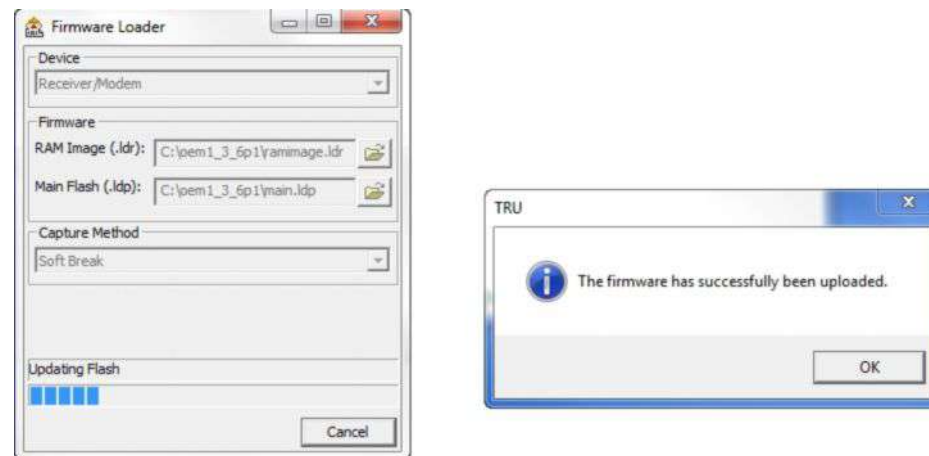 Firmware Loader
Device
Receiver/Modem
Firmware
RAM Image (.ldr): C:\oem1_3_6p1\ramimage.ldr
Main Flash (.ldp): C:\oem1_3_6p1\main.ldp
Capture Method
Soft Break
Updating Flash
Cancel
TRU
The firmware has successfully been uploaded.
OK